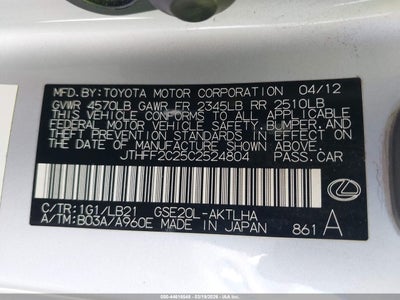 MFD.BY: TOYOTA MOTOR CORPORATION 04/12
GVWR 4570LB GAWR FR 2345LB RR 2510LB
THIS VEHICLE CONFORMS TO ALL APPLICABLE
FEDERAL MOTOR VEHICLE SAFETY, BUMPER, AND
THEFT PREVENTION STANDARDS IN EFFECT ON
THE DATE OF MANUFACTURE SHOWN ABOVE.
JTHFF2C25C2524804 PASS.CAR
C/TR:1G1/LB21 GSE20L-AKTLHA
A/TM:B03A/A960E MADE IN JAPAN 861 A